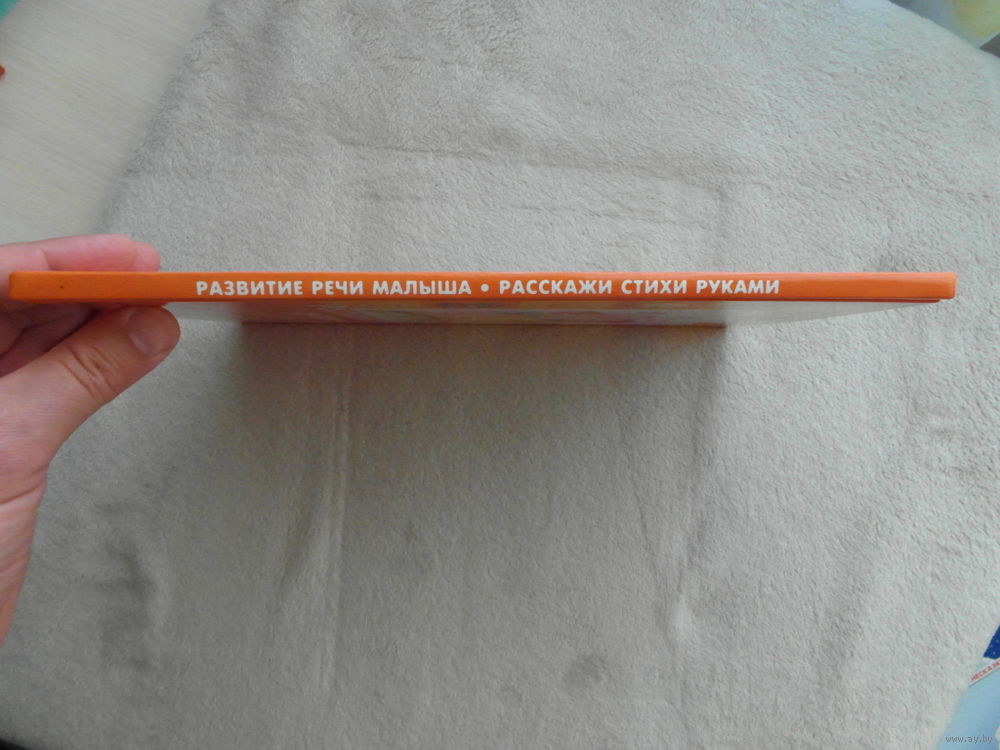 РАЗВИТИЕ РЕЧИ МАЛЫША • РАССКАЖИ СТИХИ РУКАМИ
www.ay.by